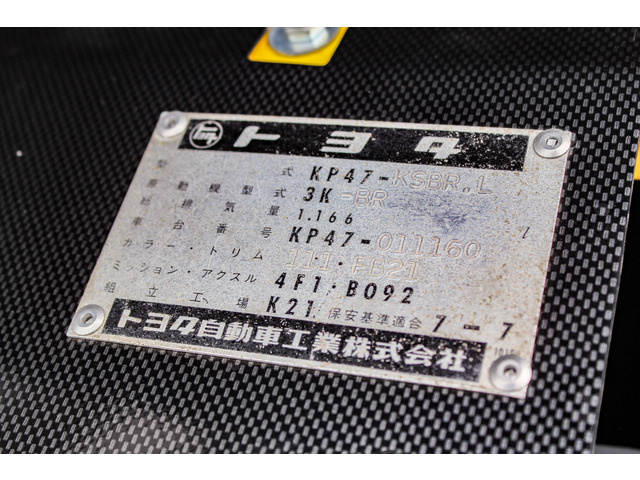 トヨタ
型式 KP47-KSBR.L
原動機型式 3K-BR
総排気量 1.166 l
車台番号 KP47-011160
カラー・トリム 111・FB21
ミッション・アクスル 4F1・B092
組立工場 K21 保安基準適合 7-7
トヨタ自動車工業株式会社